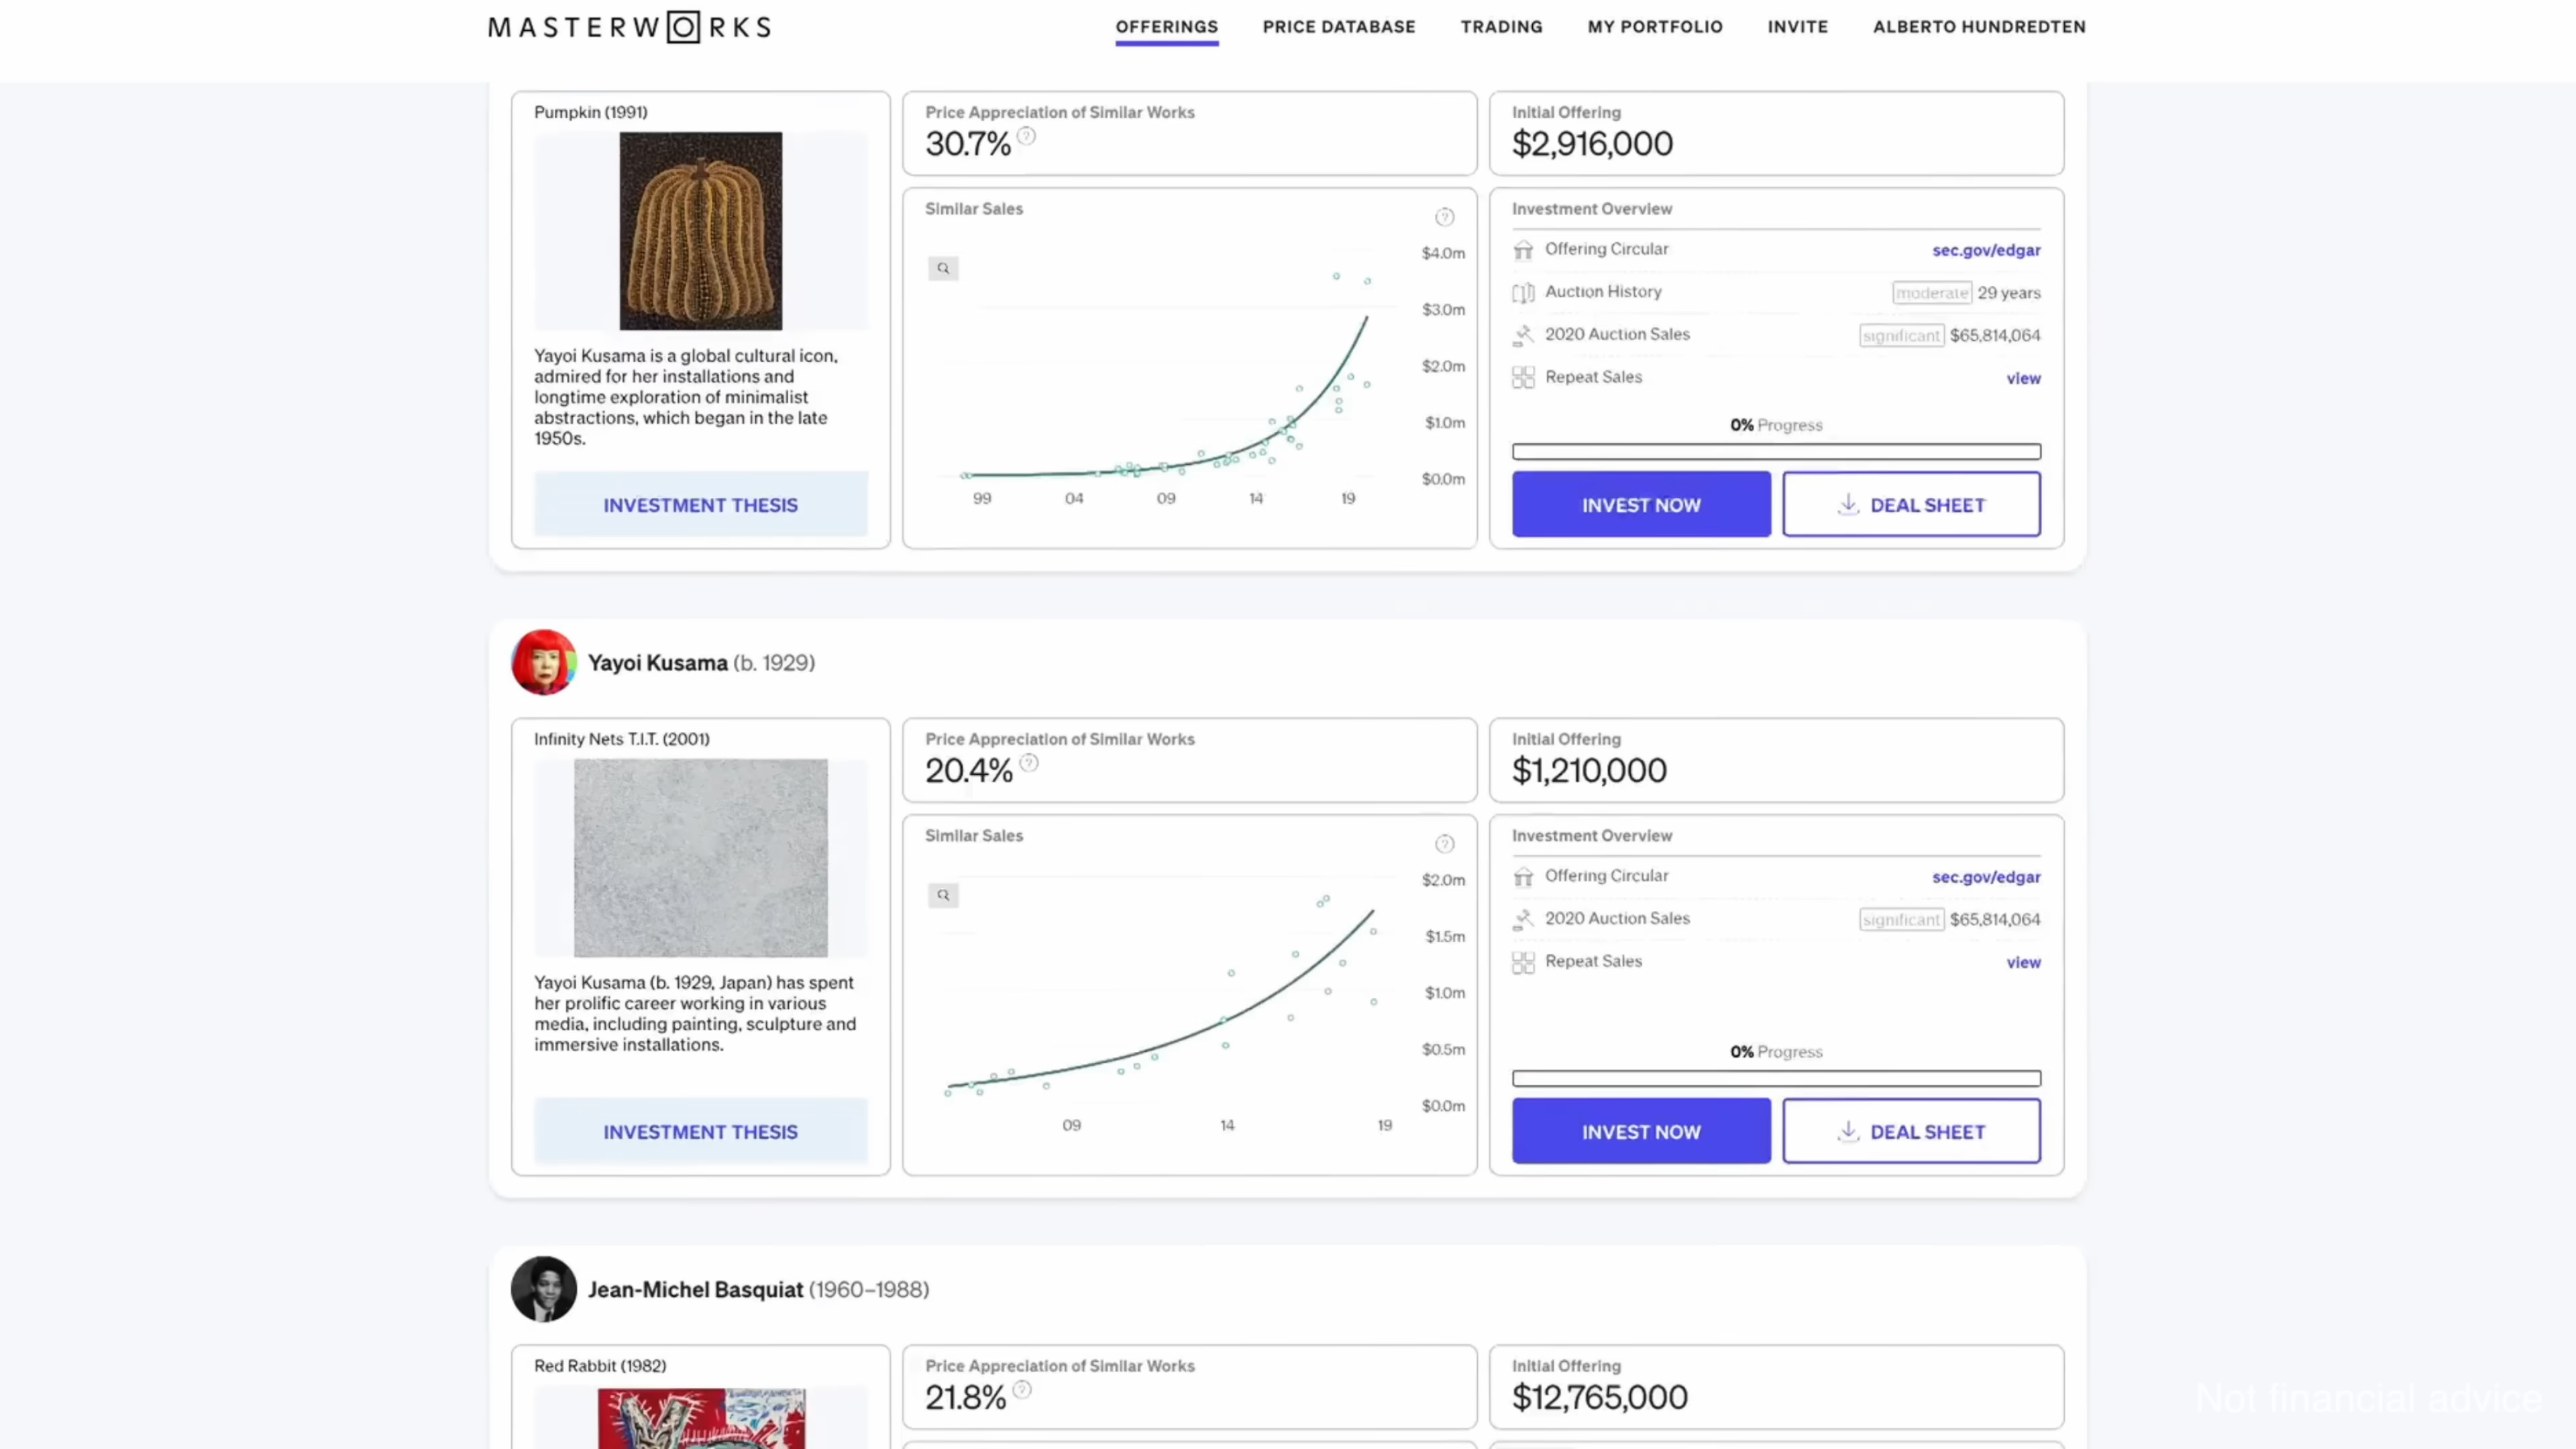 MASTERWORKS
OFFERINGS PRICE DATABASE TRADING MY PORTFOLIO INVITE ALBERTO HUNDREDTEN
Pumpkin (1991)
Yayoi Kusama is a global cultural icon,
admired for her installations and
longtime exploration of minimalist
abstractions, which began in the late
1950s.
INVESTMENT THESIS
Price Appreciation of Similar Works
30.7% ?
Similar Sales
?
$4.0m
$3.0m
$2.0m
$1.0m
$0.0m
99 04 09 14 19
Initial Offering
$2,916,000
Investment Overview
Offering Circular sec.gov/edgar
Auction History moderate 29 years
2020 Auction Sales significant $65,814,064
Repeat Sales view
0% Progress
INVEST NOW DEAL SHEET
Yayoi Kusama (b. 1929)
Infinity Nets T.I.T. (2001)
Yayoi Kusama (b. 1929, Japan) has spent
her prolific career working in various
media, including painting, sculpture and
immersive installations.
INVESTMENT THESIS
Price Appreciation of Similar Works
20.4% ?
Similar Sales
?
$2.0m
$1.5m
$1.0m
$0.5m
$0.0m
09 14 19
Initial Offering
$1,210,000
Investment Overview
Offering Circular sec.gov/edgar
2020 Auction Sales significant $65,814,064
Repeat Sales view
0% Progress
INVEST NOW DEAL SHEET
Jean-Michel Basquiat (1960–1988)
Red Rabbit (1982)
Price Appreciation of Similar Works
21.8% ?
Initial Offering
$12,765,000
Not financial advice